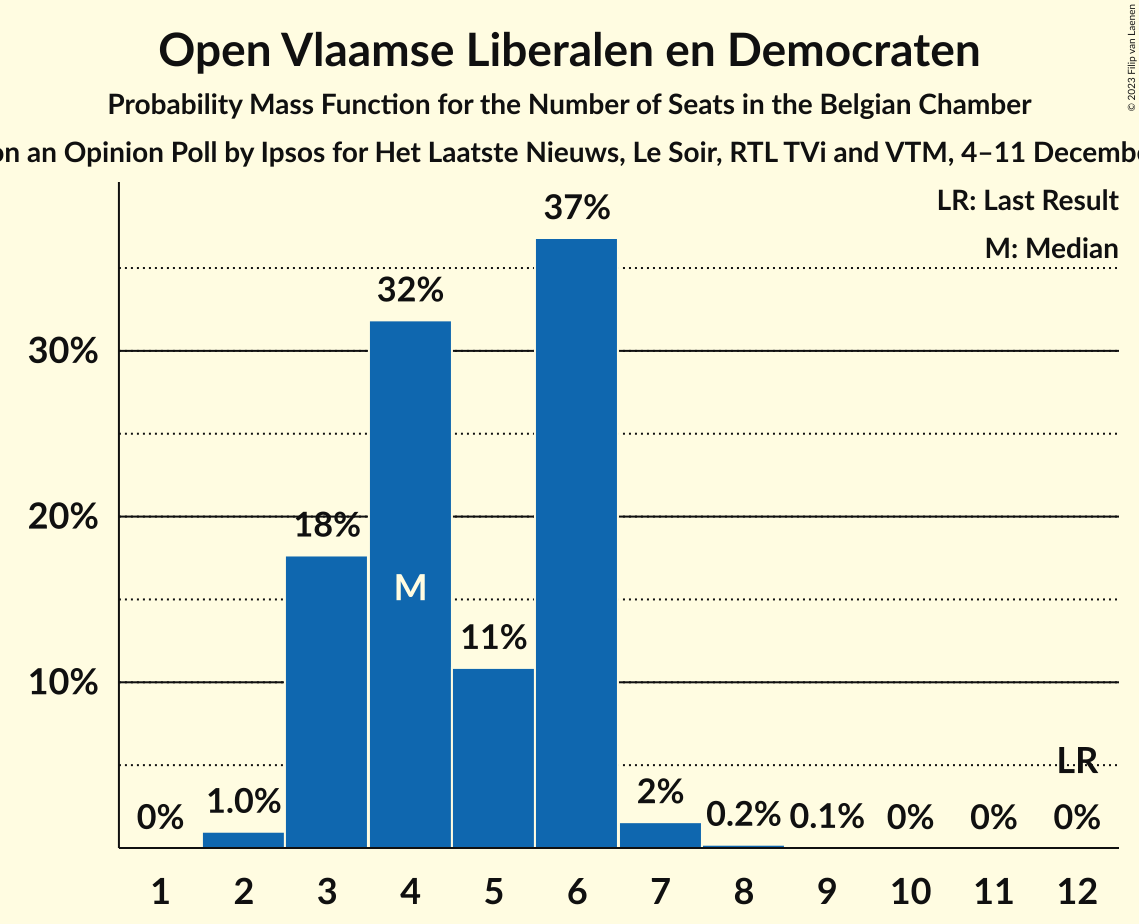 Open Vlaamse Liberalen en Democraten
Probability Mass Function for the Number of Seats in the Belgian Chamber
on an Opinion Poll by Ipsos for Het Laatste Nieuws, Le Soir, RTL TVi and VTM, 4–11 Decembe
© 2023 Filip van Laenen
LR: Last Result
M: Median
37%
32%
30%
20%
18%
M
11%
10%
LR
0%
1.0%
2%
0.2%
0.1%
0%
0%
0%
1 2 3 4 5 6 7 8 9 10 11 12